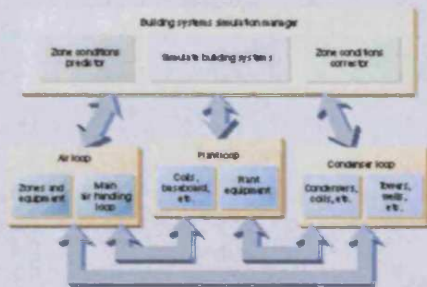 Building systems simulation manager
Zone conditions
predictor
Simulate building systems
Zone conditions
corrector
Air loop
Zones and
equipment
Main
air handling
loop
Plant loop
Coils,
baseboard,
etc.
Plant
equipment
Condenser loop
Condensers,
coils, etc.
Towers,
wells,
etc.